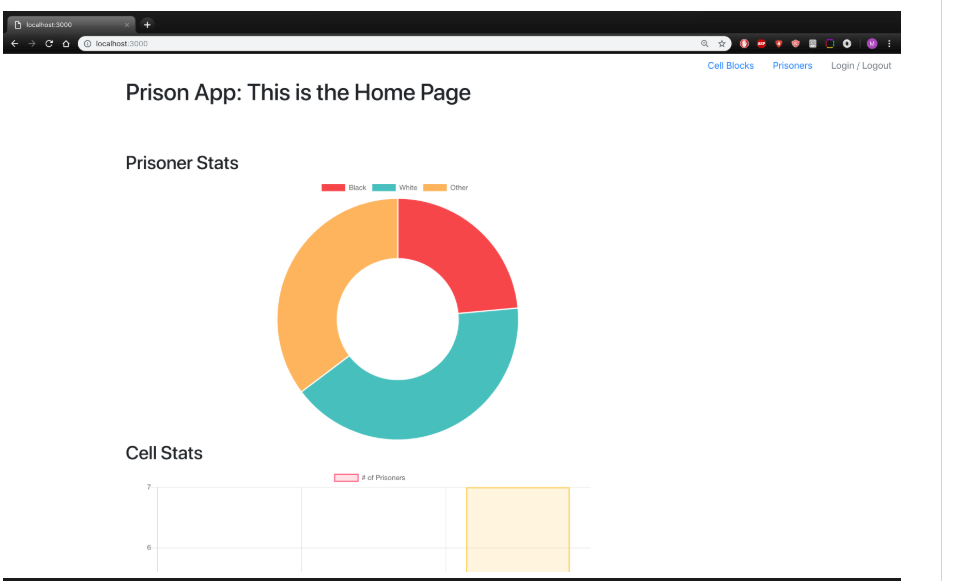 localhost:3000
localhost:3000
Cell Blocks Prisoners Login / Logout
Prison App: This is the Home Page
Prisoner Stats
Black White Other
Cell Stats
# of Prisoners
7
6